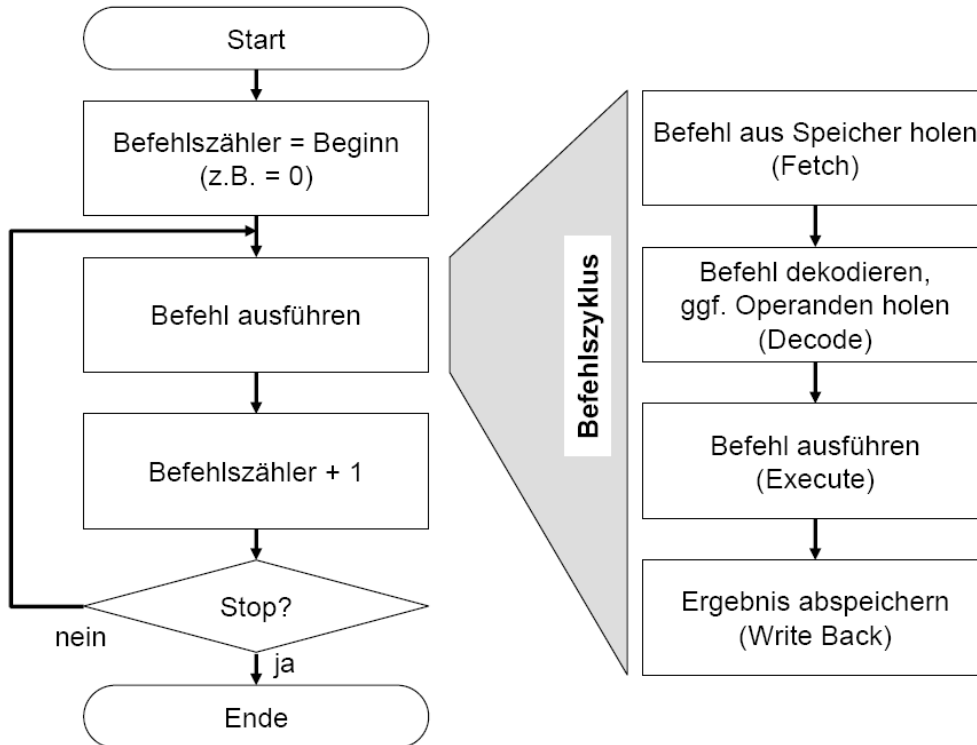 Start
Befehlszähler = Beginn
(z.B. = 0)
Befehl ausführen
Befehlszähler + 1
Stop?
nein
ja
Ende
Befehlszyklus
Befehl aus Speicher holen
(Fetch)
Befehl dekodieren,
ggf. Operanden holen
(Decode)
Befehl ausführen
(Execute)
Ergebnis abspeichern
(Write Back)